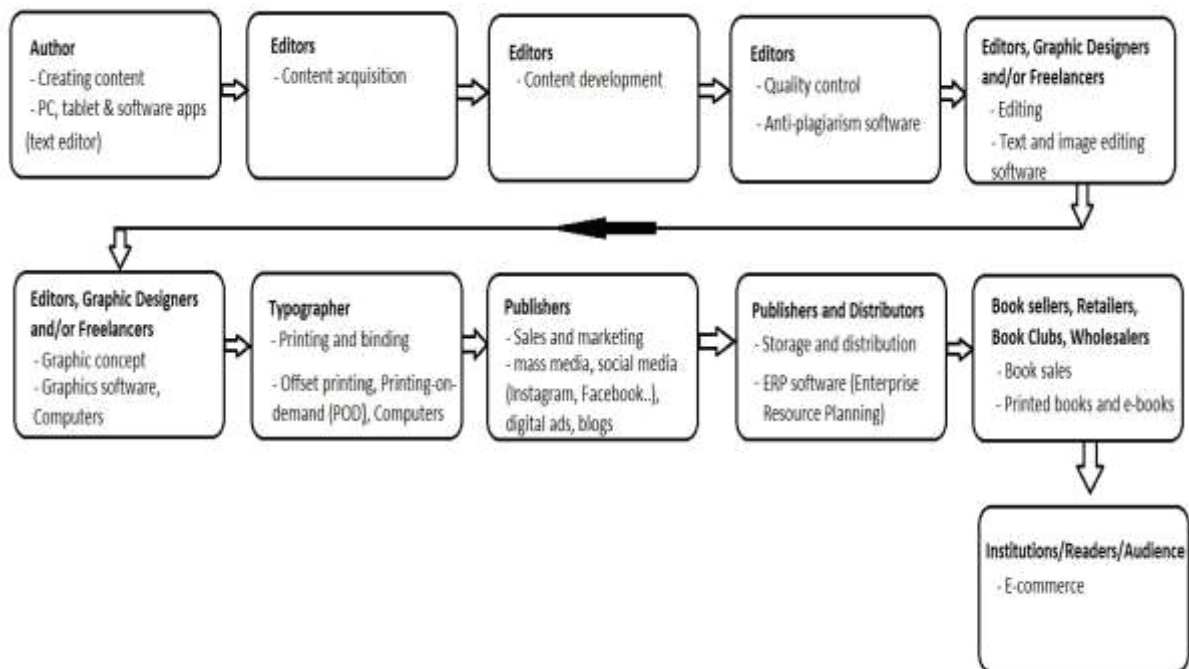 Author
- Creating content
- PC, tablet & software apps
(text editor)
Editors
- Content acquisition
Editors
- Content development
Editors
- Quality control
- Anti-plagiarism software
Editors, Graphic Designers
and/or Freelancers
- Editing
- Text and image editing
software
Editors, Graphic Designers
and/or Freelancers
- Graphic concept
- Graphics software,
Computers
Typographer
- Printing and binding
- Offset printing, Printing-on-
demand (POD), Computers
Publishers
- Sales and marketing
- mass media, social media
(Instagram, Facebook..),
digital ads, blogs
Publishers and Distributors
- Storage and distribution
- ERP software (Enterprise
Resource Planning)
Book sellers, Retailers,
Book Clubs, Wholesalers
- Book sales
- Printed books and e-books
Institutions/Readers/Audience
- E-commerce